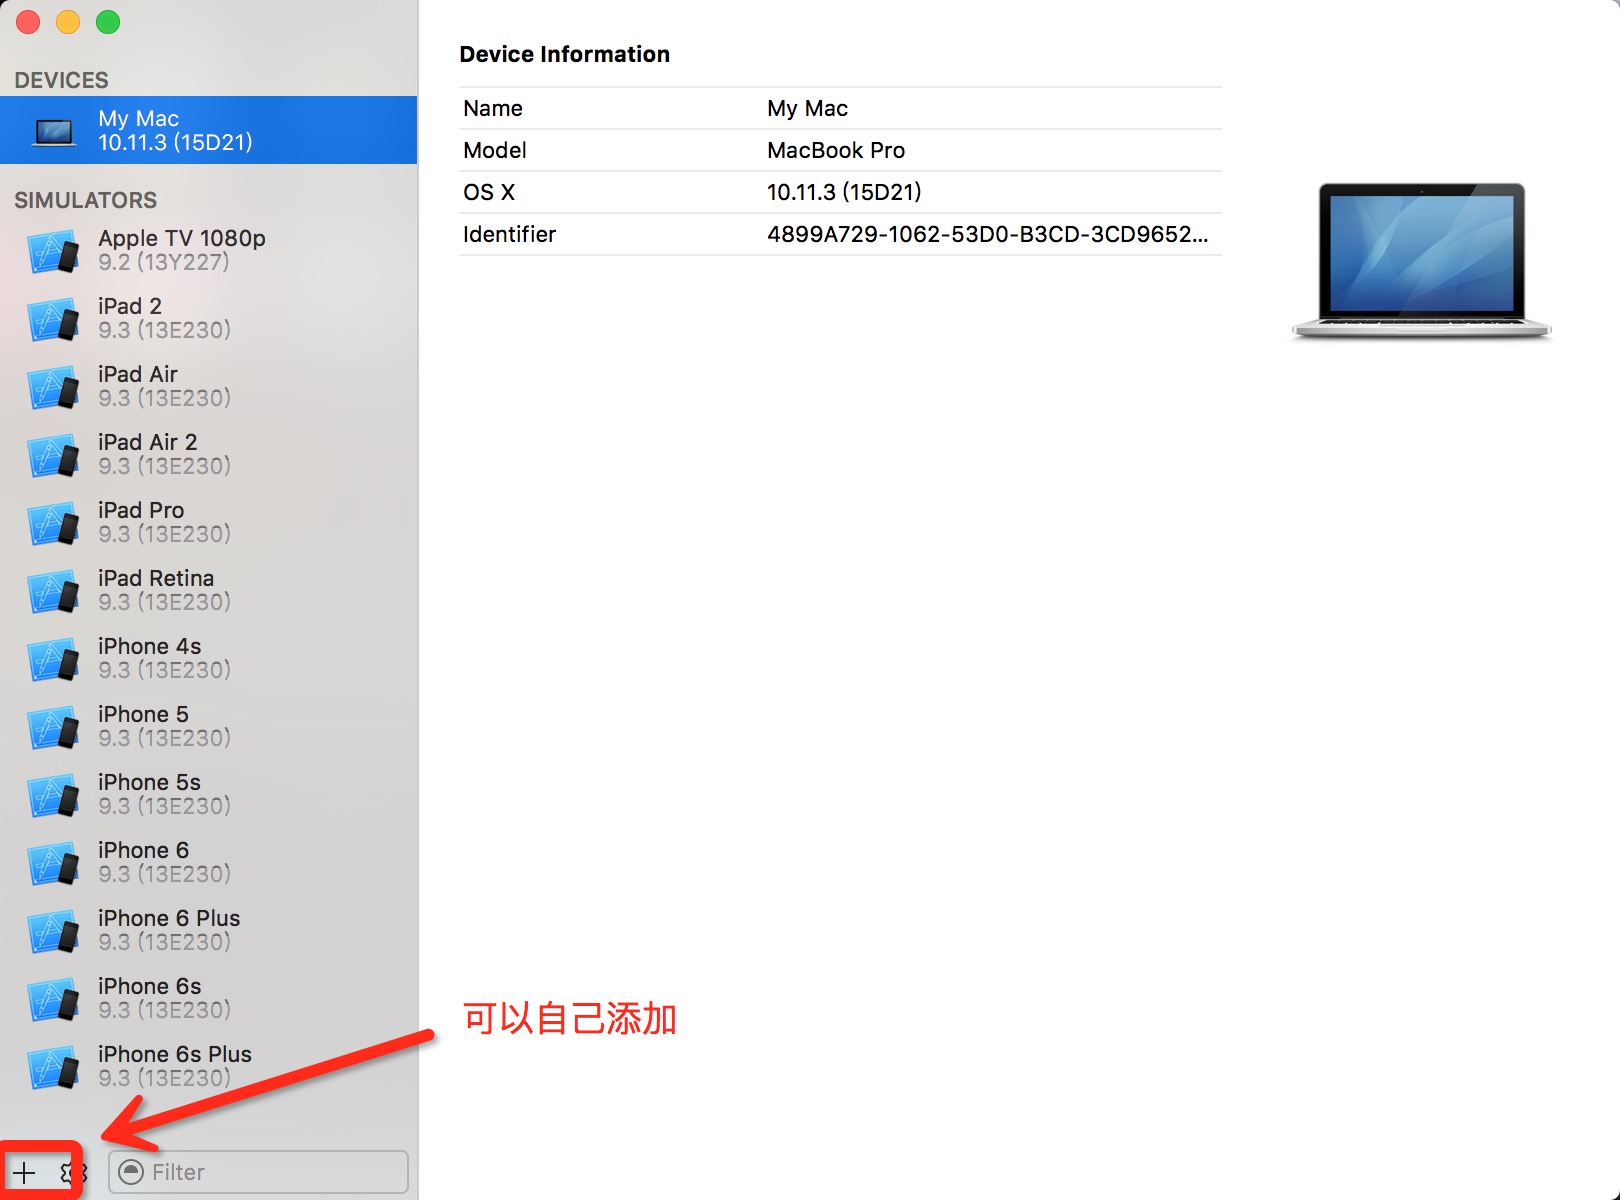 DEVICES
My Mac
10.11.3 (15D21)
SIMULATORS
Apple TV 1080p
9.2 (13Y227)
iPad 2
9.3 (13E230)
iPad Air
9.3 (13E230)
iPad Air 2
9.3 (13E230)
iPad Pro
9.3 (13E230)
iPad Retina
9.3 (13E230)
iPhone 4s
9.3 (13E230)
iPhone 5
9.3 (13E230)
iPhone 5s
9.3 (13E230)
iPhone 6
9.3 (13E230)
iPhone 6 Plus
9.3 (13E230)
iPhone 6s
9.3 (13E230)
iPhone 6s Plus
9.3 (13E230)
Filter
Device Information
Name My Mac
Model MacBook Pro
OS X 10.11.3 (15D21)
Identifier 4899A729-1062-53D0-B3CD-3CD9652...
可以自己添加